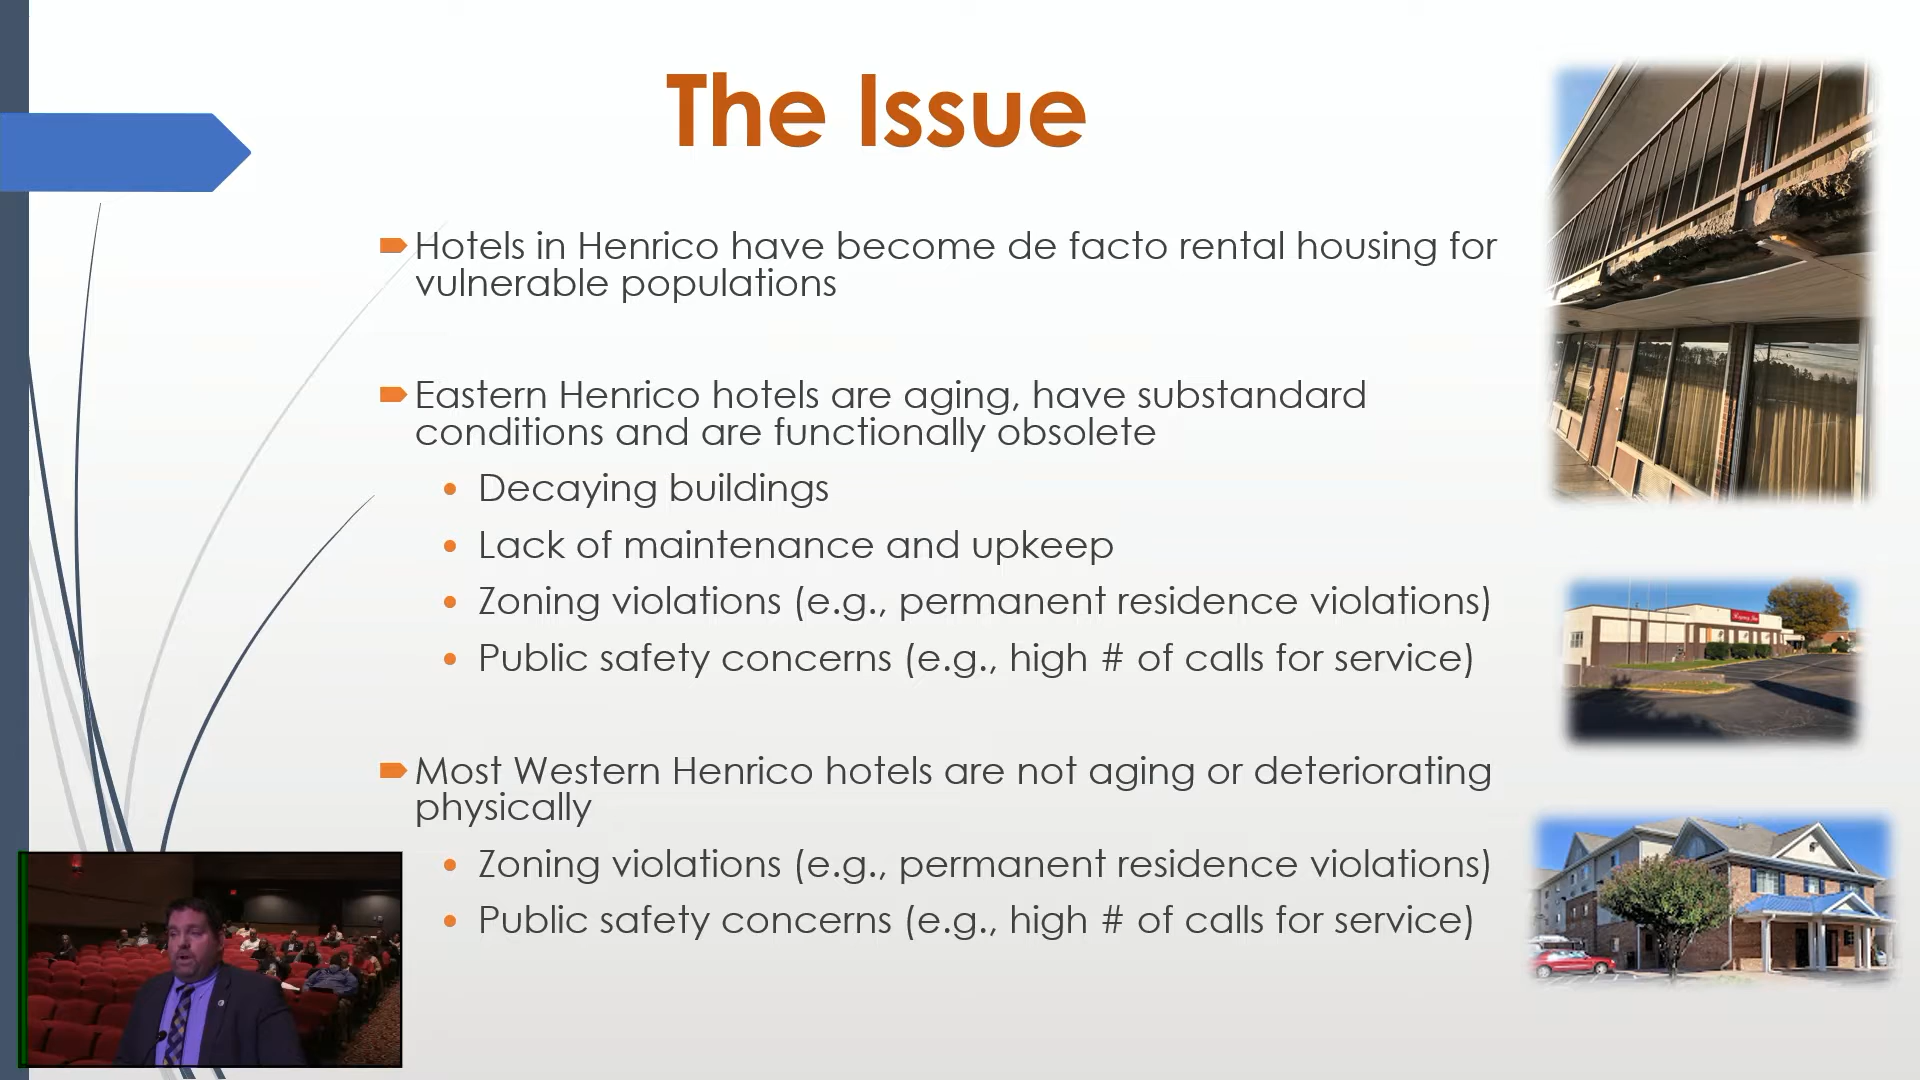 The Issue
Hotels in Henrico have become de facto rental housing for
vulnerable populations
Eastern Henrico hotels are aging, have substandard
conditions and are functionally obsolete
Decaying buildings
Lack of maintenance and upkeep
Zoning violations (e.g., permanent residence violations)
Public safety concerns (e.g., high # of calls for service)
Most Western Henrico hotels are not aging or deteriorating
physically
Zoning violations (e.g., permanent residence violations)
Public safety concerns (e.g., high # of calls for service)